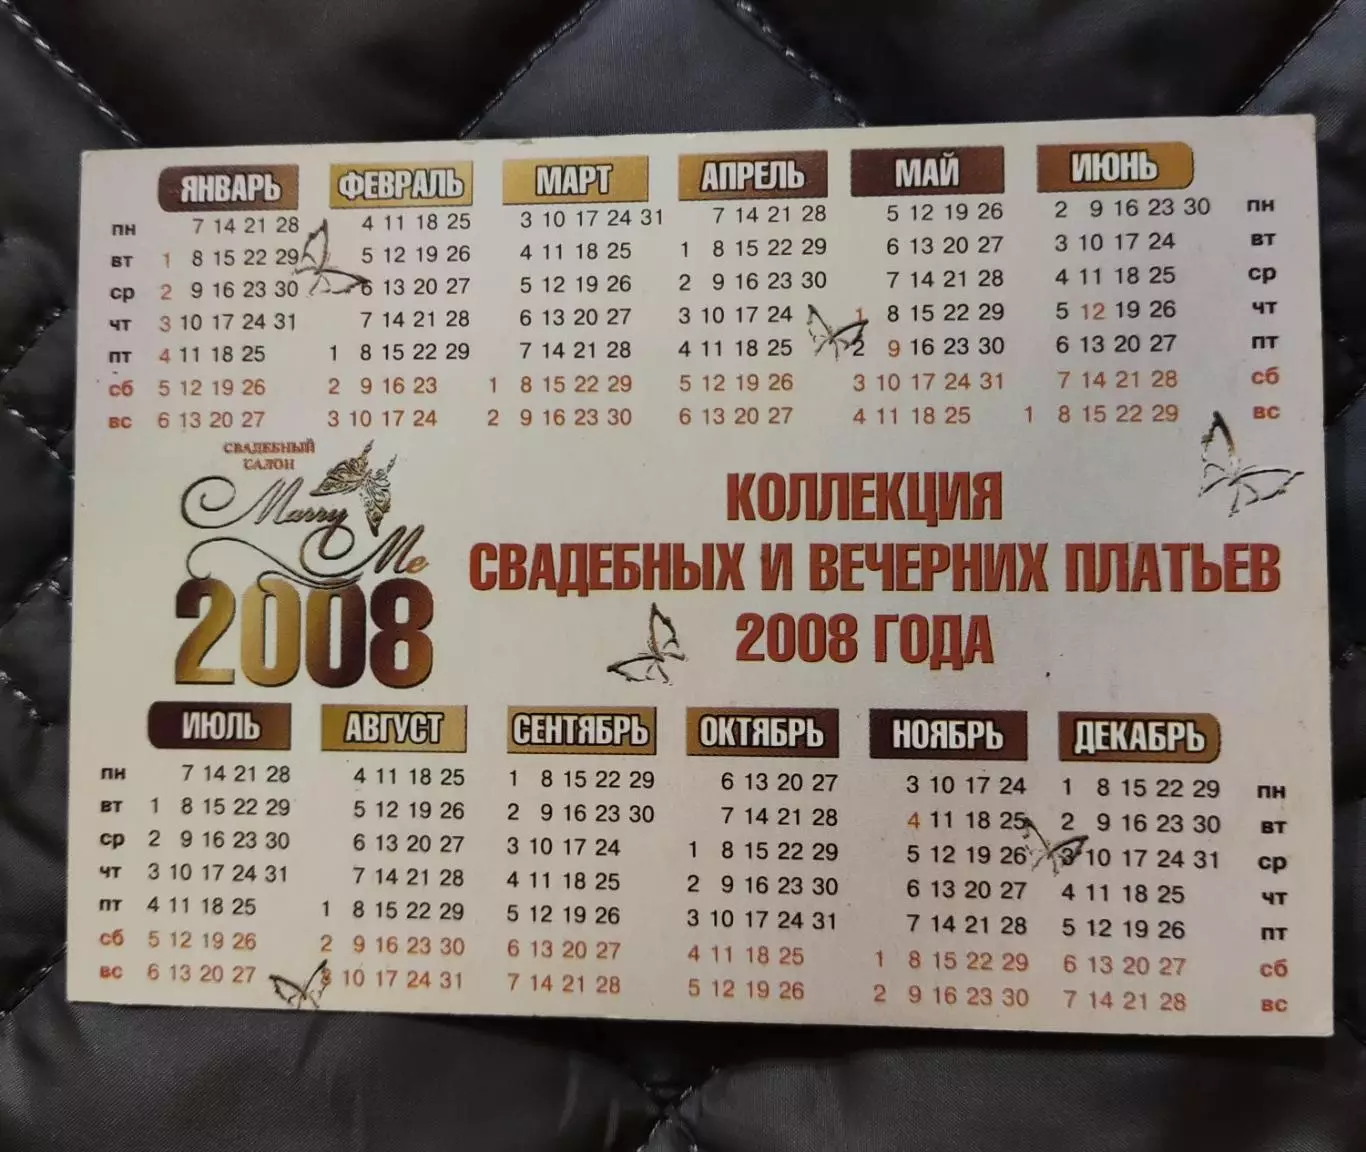 ЯНВАРЬ ФЕВРАЛЬ МАРТ АПРЕЛЬ МАЙ ИЮНЬ
пн 7 14 21 28 4 11 18 25 3 10 17 24 31 7 14 21 28 5 12 19 26 2 9 16 23 30 пн
вт 1 8 15 22 29 5 12 19 26 4 11 18 25 1 8 15 22 29 6 13 20 27 3 10 17 24 вт
ср 2 9 16 23 30 6 13 20 27 5 12 19 26 2 9 16 23 30 7 14 21 28 4 11 18 25 ср
чт 3 10 17 24 31 7 14 21 28 6 13 20 27 3 10 17 24 1 8 15 22 29 5 12 19 26 чт
пт 4 11 18 25 1 8 15 22 29 7 14 21 28 4 11 18 25 2 9 16 23 30 6 13 20 27 пт
сб 5 12 19 26 2 9 16 23 1 8 15 22 29 5 12 19 26 3 10 17 24 31 7 14 21 28 сб
вс 6 13 20 27 3 10 17 24 2 9 16 23 30 6 13 20 27 4 11 18 25 1 8 15 22 29 вс
СВАДЕБНЫЙ
САЛОН
Marry
Me
2008
КОЛЛЕКЦИЯ
СВАДЕБНЫХ И ВЕЧЕРНИХ ПЛАТЬЕВ
2008 ГОДА
ИЮЛЬ АВГУСТ СЕНТЯБРЬ ОКТЯБРЬ НОЯБРЬ ДЕКАБРЬ
пн 7 14 21 28 4 11 18 25 1 8 15 22 29 6 13 20 27 3 10 17 24 1 8 15 22 29 пн
вт 1 8 15 22 29 5 12 19 26 2 9 16 23 30 7 14 21 28 4 11 18 25 2 9 16 23 30 вт
ср 2 9 16 23 30 6 13 20 27 3 10 17 24 1 8 15 22 29 5 12 19 26 3 10 17 24 31 ср
чт 3 10 17 24 31 7 14 21 28 4 11 18 25 2 9 16 23 30 6 13 20 27 4 11 18 25 чт
пт 4 11 18 25 1 8 15 22 29 5 12 19 26 3 10 17 24 31 7 14 21 28 5 12 19 26 пт
сб 5 12 19 26 2 9 16 23 30 6 13 20 27 4 11 18 25 1 8 15 22 29 6 13 20 27 сб
вс 6 13 20 27 3 10 17 24 31 7 14 21 28 5 12 19 26 2 9 16 23 30 7 14 21 28 вс